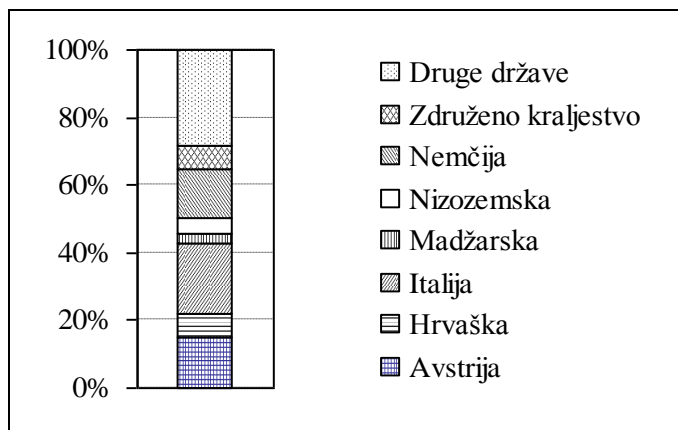 100%
80%
60%
40%
20%
0%
Druge države
Združeno kraljestvo
Nemčija
Nizozemska
Madžarska
Italija
Hrvaška
Avstrija